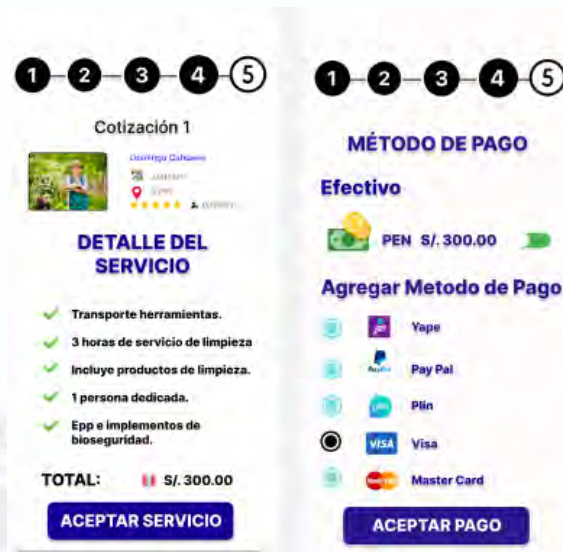 1 2 3 4 5
Cotización 1
DETALLE DEL
SERVICIO
Transporte herramientas.
3 horas de servicio de limpieza
Incluye productos de limpieza.
1 persona dedicada.
Epp e implementos de
bioseguridad.
TOTAL: S/. 300.00
ACEPTAR SERVICIO
1 2 3 4 5
MÉTODO DE PAGO
Efectivo
PEN S/. 300.00
Agregar Metodo de Pago
Yape
Pay Pal
Plin
VISA Visa
Master Card
ACEPTAR PAGO